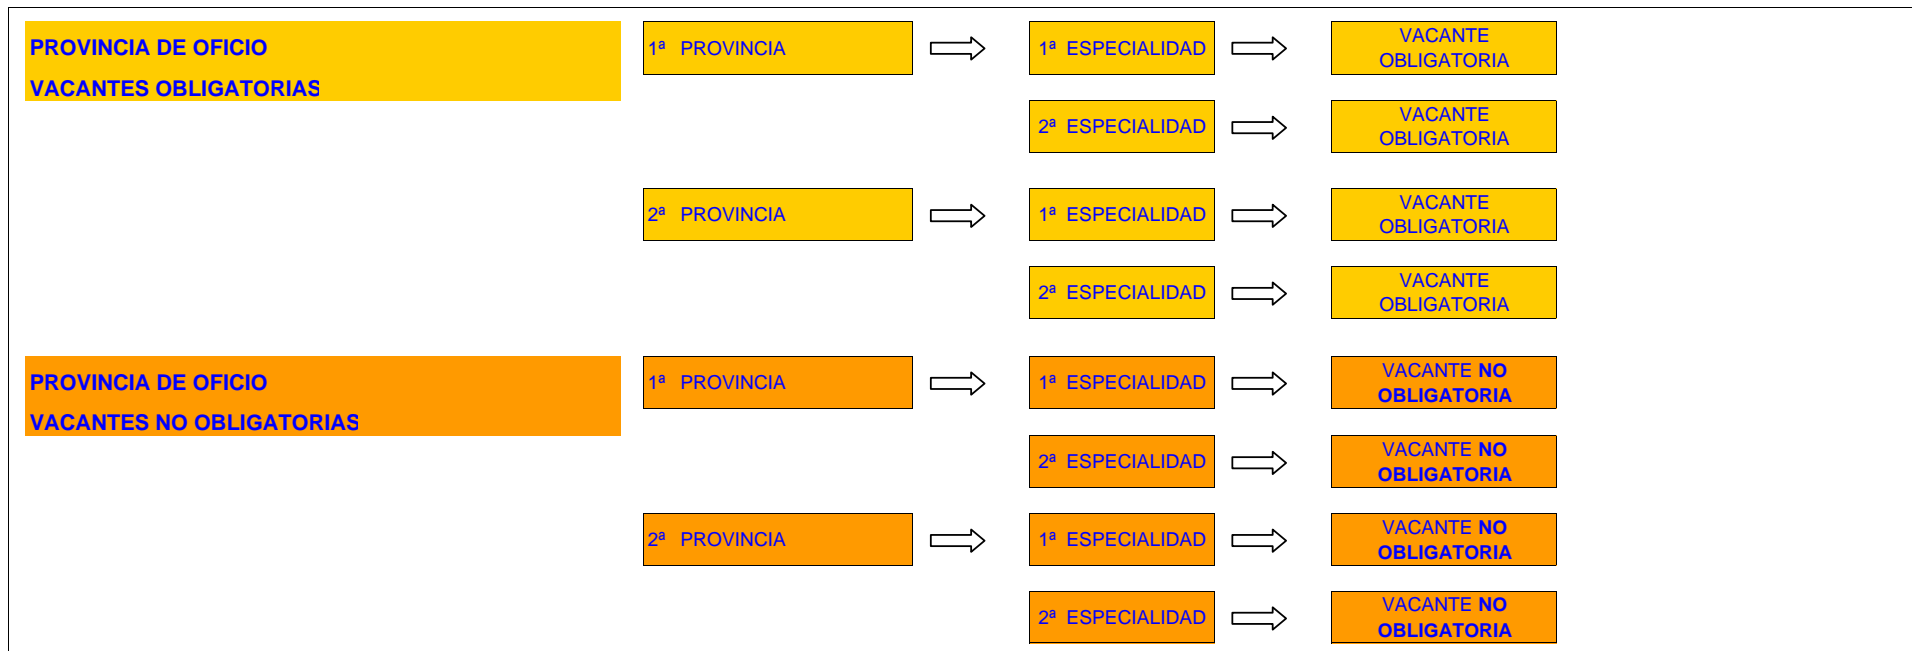 PROVINCIA DE OFICIO
VACANTES OBLIGATORIAS
1ª PROVINCIA
1ª ESPECIALIDAD
VACANTE
OBLIGATORIA
2ª ESPECIALIDAD
VACANTE
OBLIGATORIA
2ª PROVINCIA
1ª ESPECIALIDAD
VACANTE
OBLIGATORIA
2ª ESPECIALIDAD
VACANTE
OBLIGATORIA
PROVINCIA DE OFICIO
VACANTES NO OBLIGATORIAS
1ª PROVINCIA
1ª ESPECIALIDAD
VACANTE NO
OBLIGATORIA
2ª ESPECIALIDAD
VACANTE NO
OBLIGATORIA
2ª PROVINCIA
1ª ESPECIALIDAD
VACANTE NO
OBLIGATORIA
2ª ESPECIALIDAD
VACANTE NO
OBLIGATORIA